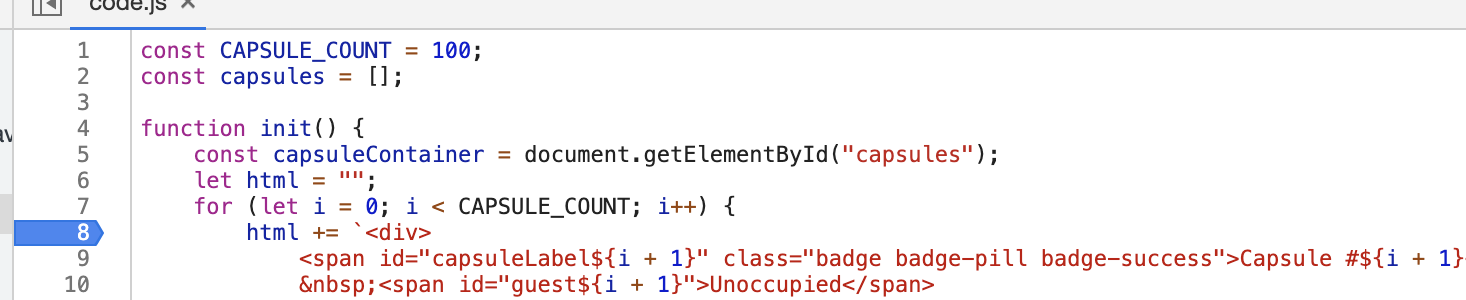 code.js ×
1 const CAPSULE_COUNT = 100;
2 const capsules = [];
3
4 function init() {
5     const capsuleContainer = document.getElementById("capsules");
6     let html = "";
7     for (let i = 0; i < CAPSULE_COUNT; i++) {
8         html += `<div>
9             <span id="capsuleLabel${i + 1}" class="badge badge-pill badge-success">Capsule #${i + 1}
10             &nbsp;<span id="guest${i + 1}">Unoccupied</span>